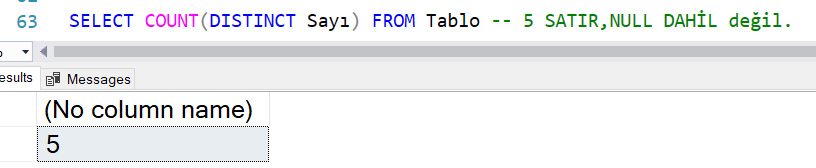 63 SELECT COUNT(DISTINCT Sayı) FROM Tablo -- 5 SATIR,NULL DAHİL değil.
esults Messages
(No column name)
5